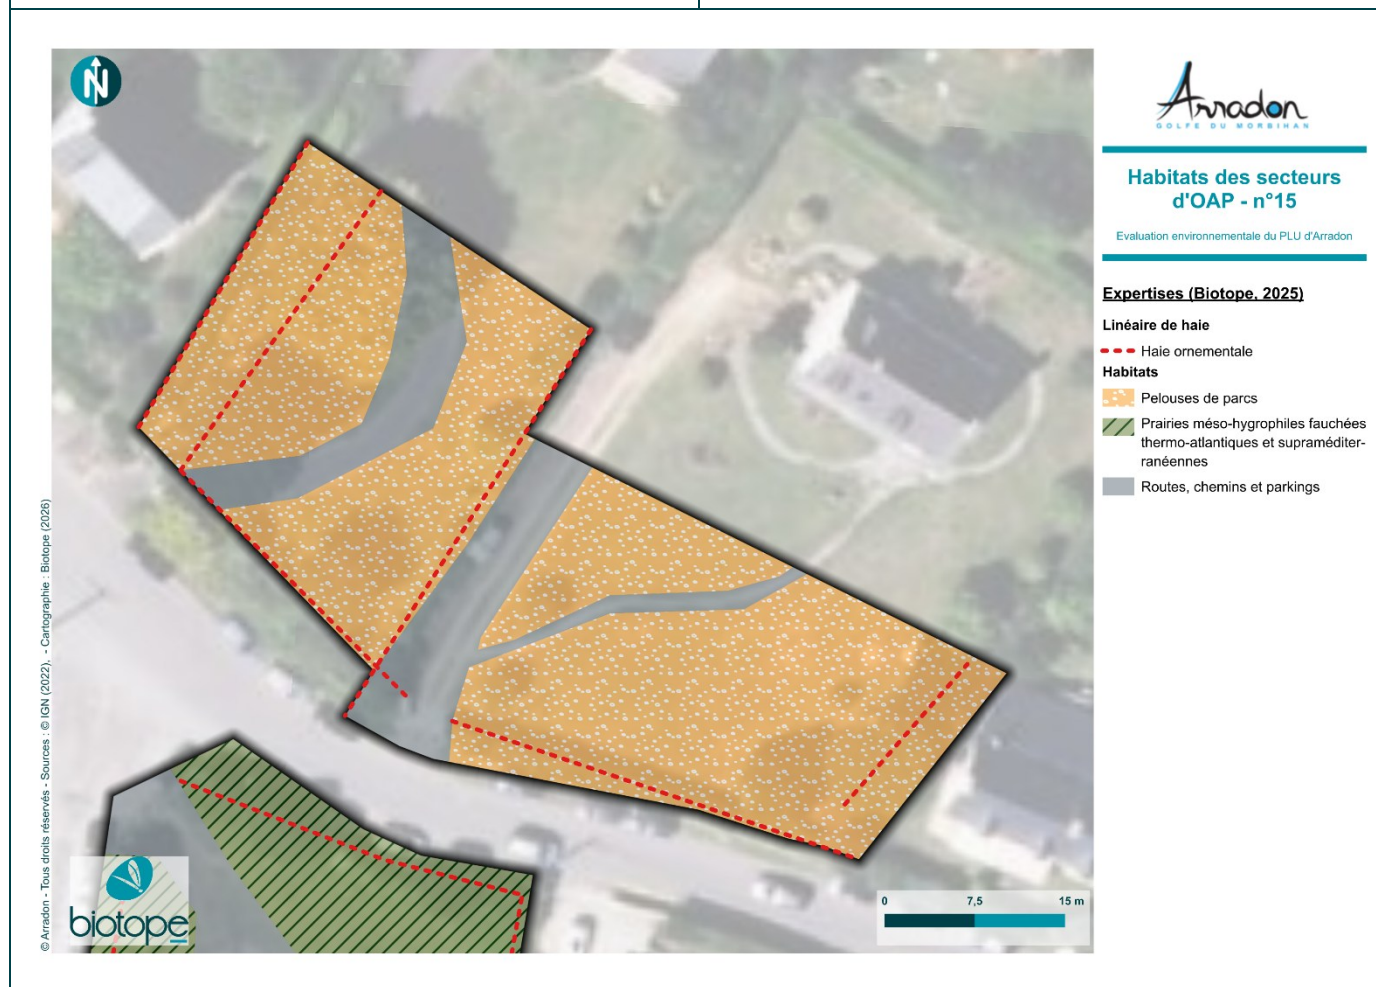 N
Arradon
GOLFE DU MORBIHAN
Habitats des secteurs
d'OAP - n°15
Evaluation environnementale du PLU d'Arradon
Expertises (Biotope, 2025)
Linéaire de haie
Haie ornementale
Habitats
Pelouses de parcs
Prairies méso-hygrophiles fauchées
thermo-atlantiques et supraméditer-
ranéennes
Routes, chemins et parkings
© Arradon - Tous droits réservés - Sources : © IGN (2022), - Cartographie : Biotope (2026)
biotope
0 7,5 15 m